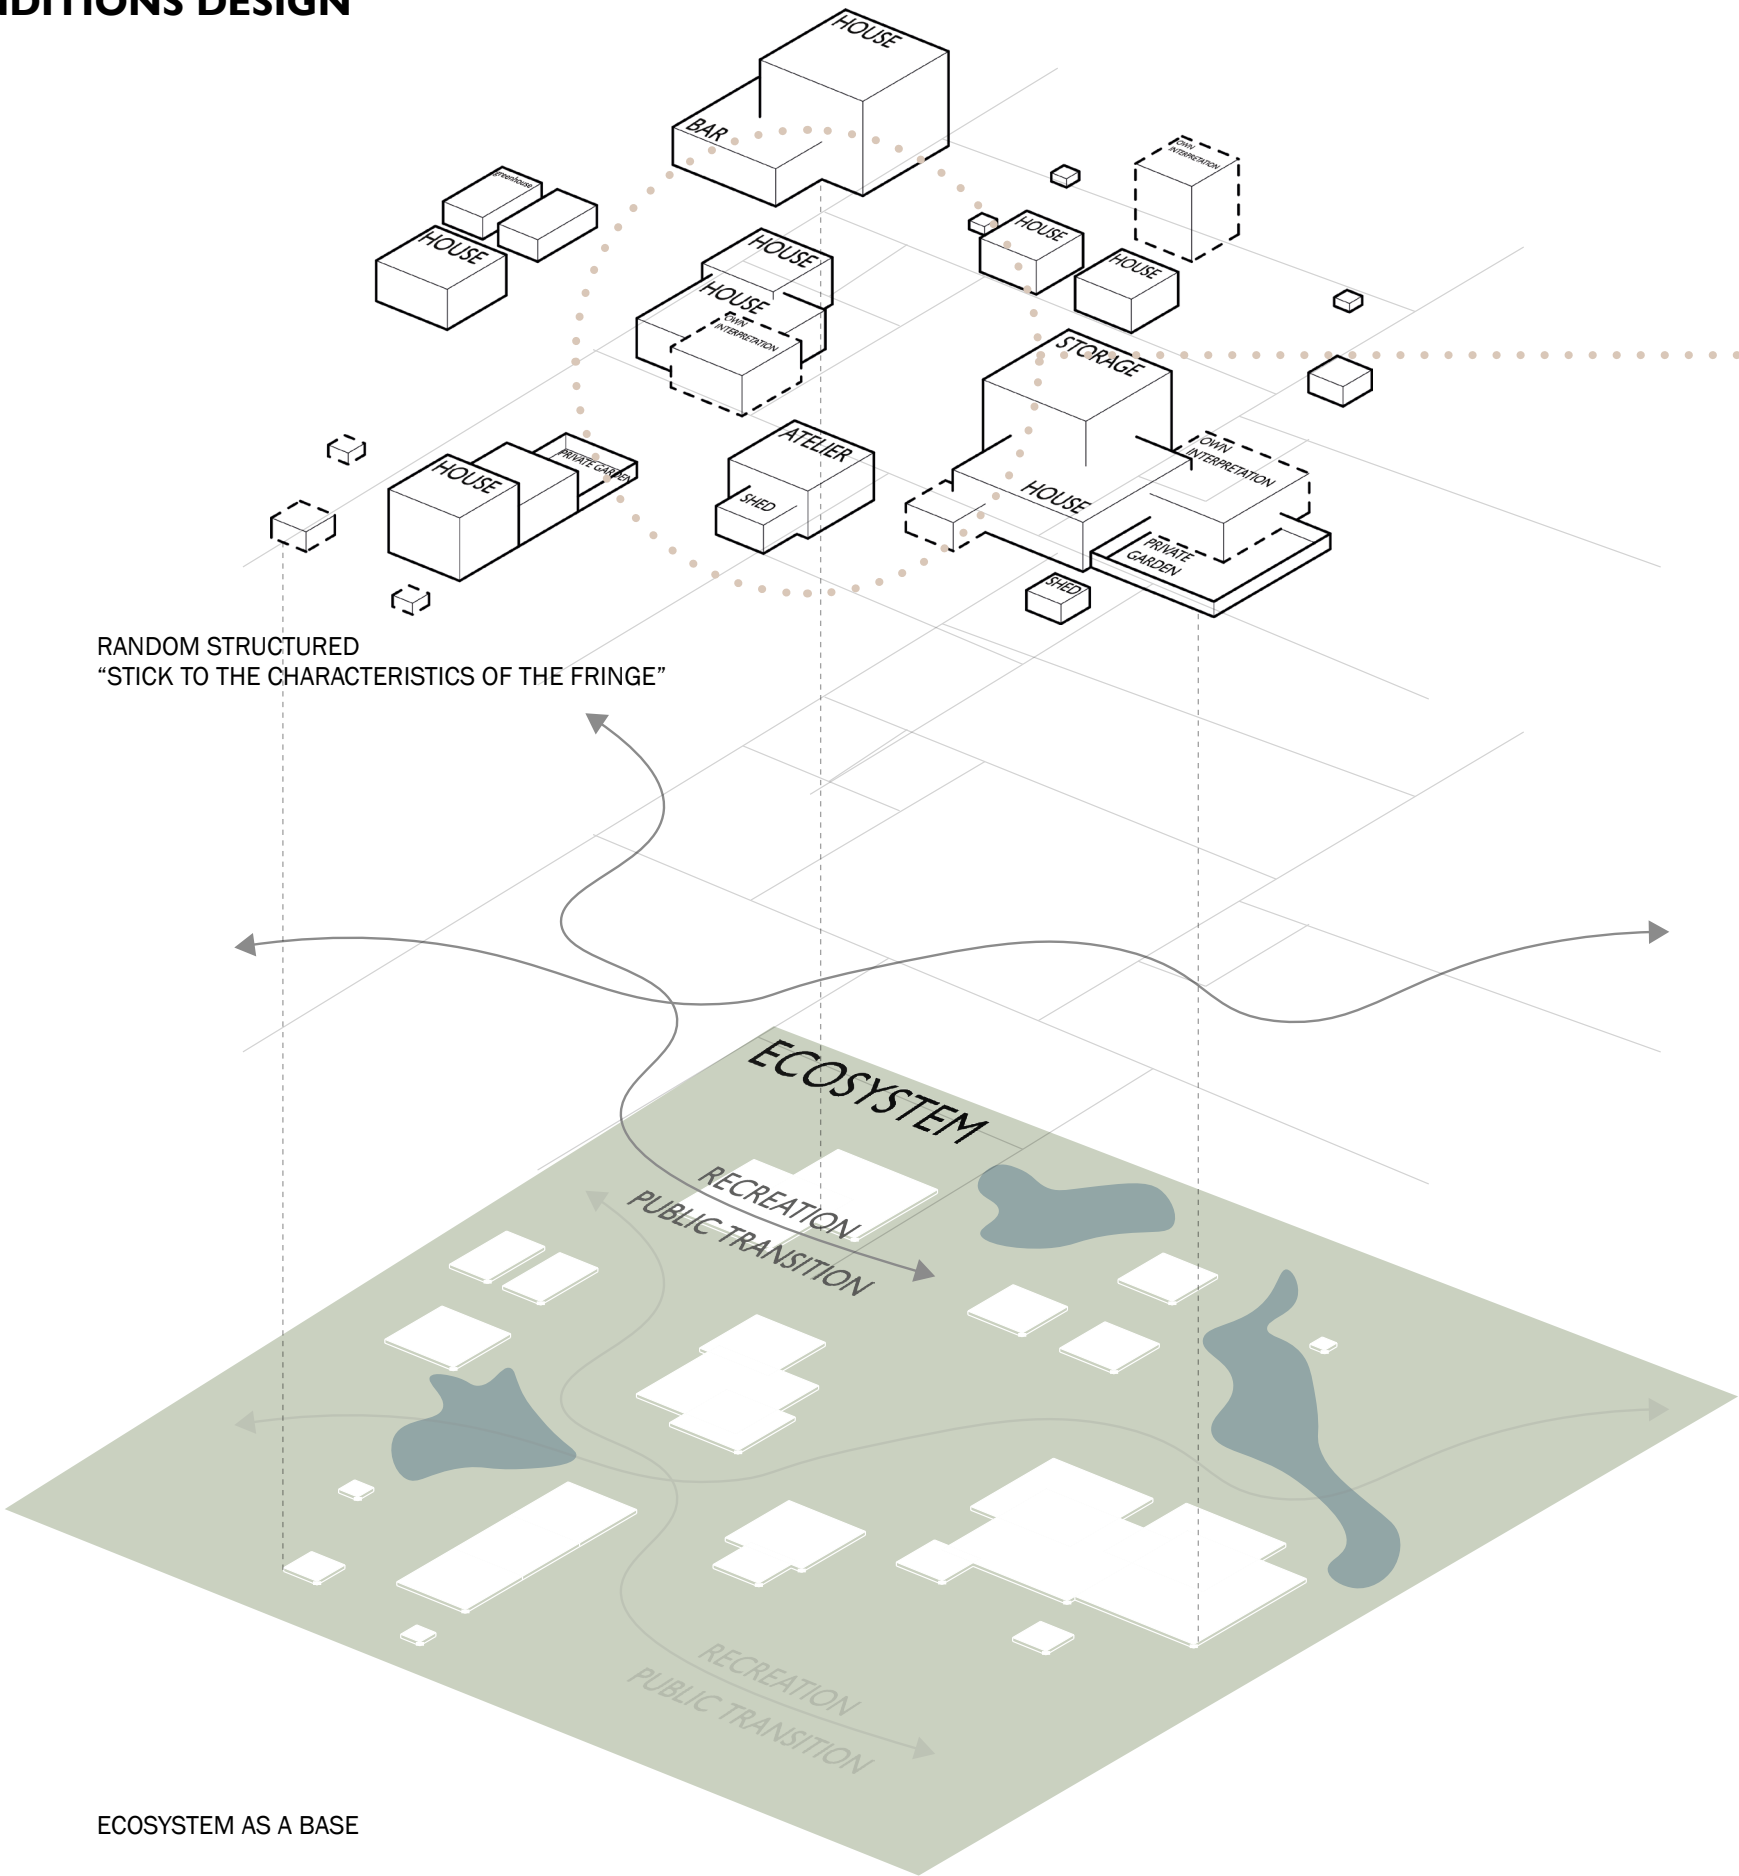 NDITIONS DESIGN
HOUSE
BAR
OWN
INTERPRETATION
greenhouse
HOUSE
HOUSE
HOUSE
HOUSE
HOUSE
OWN
INTERPRETATION
STORAGE
HOUSE
PRIVATE GARDEN
ATELIER
SHED
OWN
INTERPRETATION
HOUSE
PRIVATE
GARDEN
SHED
RANDOM STRUCTURED
“STICK TO THE CHARACTERISTICS OF THE FRINGE”
ECOSYSTEM
RECREATION
PUBLIC TRANSITION
RECREATION
PUBLIC TRANSITION
ECOSYSTEM AS A BASE